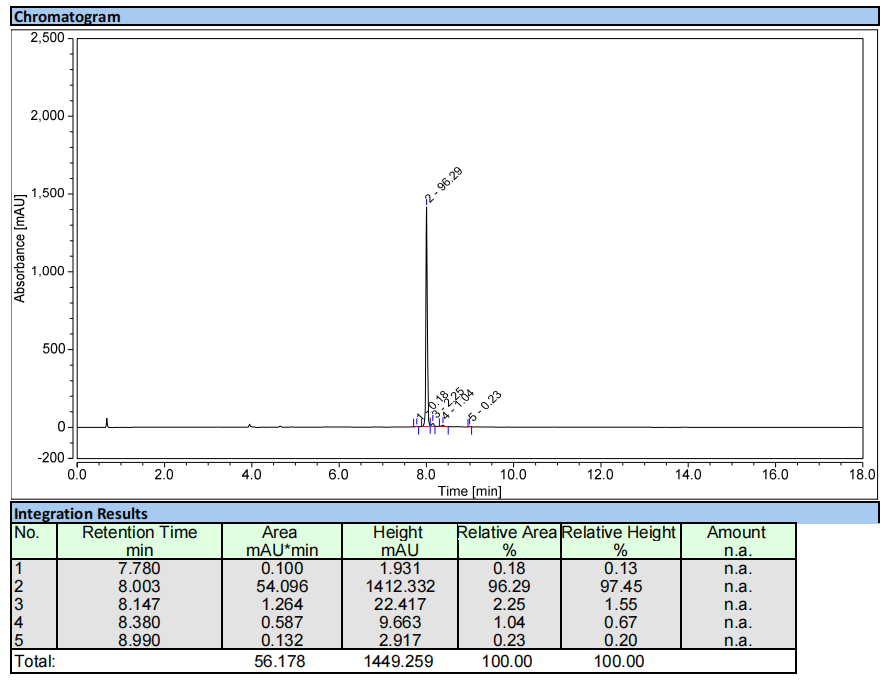 Chromatogram
2,500
2,000
1,500
1,000
500
0
-200
Absorbance [mAU]
1 - 0.18
2 - 96.29
3 - 2.25
4 - 1.04
5 - 0.23
0.0 2.0 4.0 6.0 8.0 10.0 12.0 14.0 16.0 18.0
Time [min]
Integration Results
No. Retention Time Area Height Relative Area Relative Height Amount
min mAU*min mAU % % n.a.
1 7.780 0.100 1.931 0.18 0.13 n.a.
2 8.003 54.096 1412.332 96.29 97.45 n.a.
3 8.147 1.264 22.417 2.25 1.55 n.a.
4 8.380 0.587 9.663 1.04 0.67 n.a.
5 8.990 0.132 2.917 0.23 0.20 n.a.
Total: 56.178 1449.259 100.00 100.00